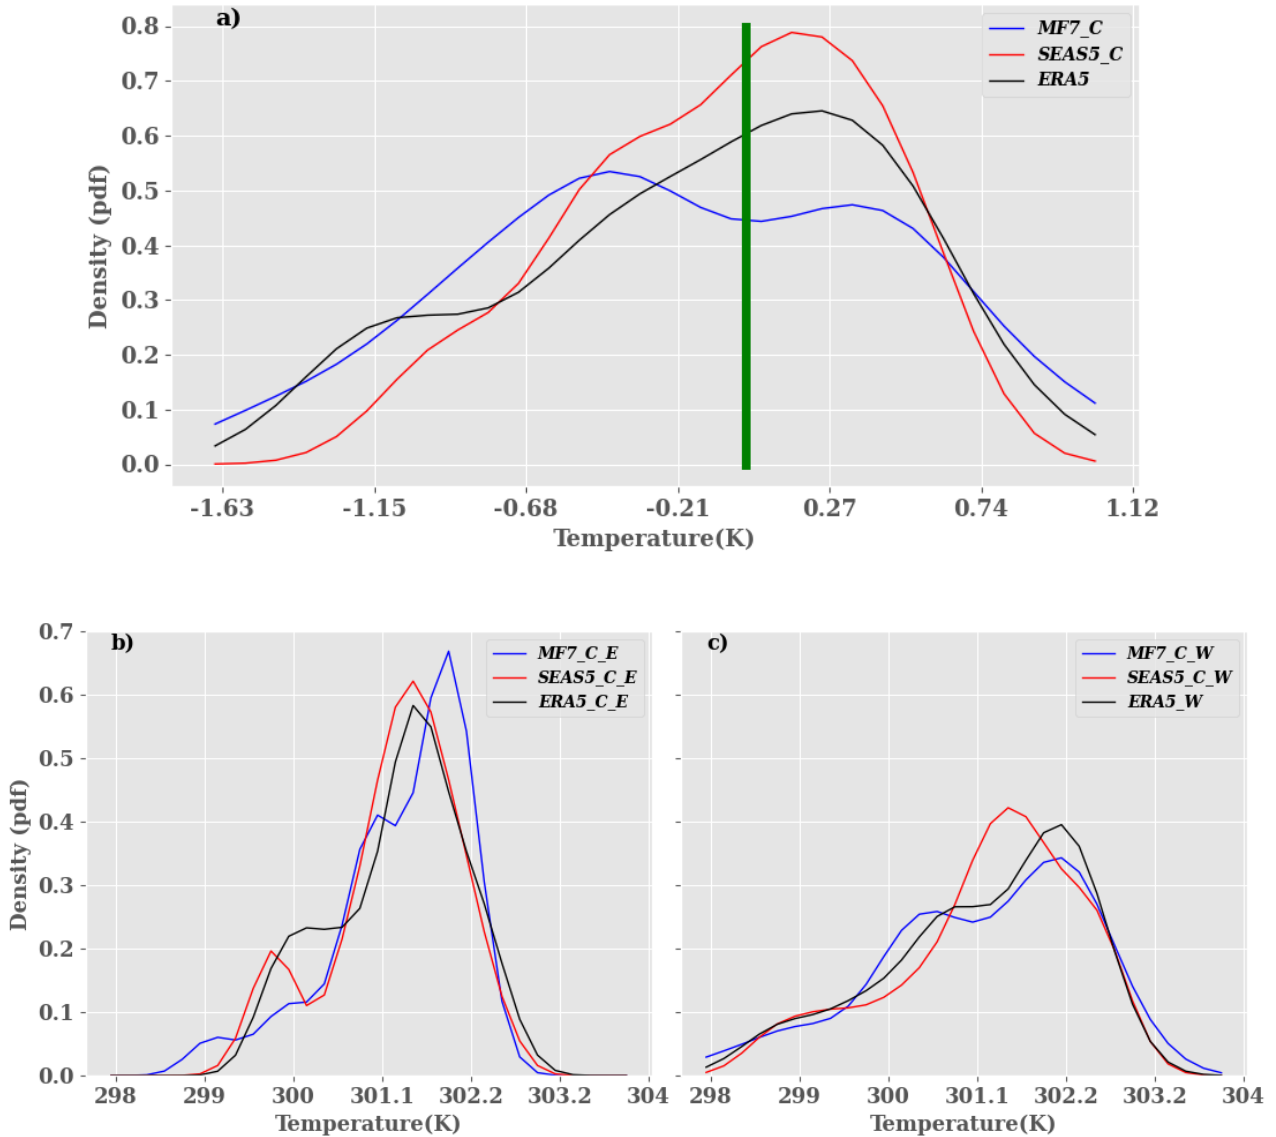 a)
MF7_C
SEAS5_C
ERA5
0.8
0.7
0.6
0.5
0.4
0.3
0.2
0.1
0.0
Density (pdf)
-1.63 -1.15 -0.68 -0.21 0.27 0.74 1.12
Temperature(K)
b)
MF7_C_E
SEAS5_C_E
ERA5_C_E
0.7
0.6
0.5
0.4
0.3
0.2
0.1
0.0
Density (pdf)
298 299 300 301.1 302.2 303.2 304
Temperature(K)
c)
MF7_C_W
SEAS5_C_W
ERA5_W
298 299 300 301.1 302.2 303.2 304
Temperature(K)